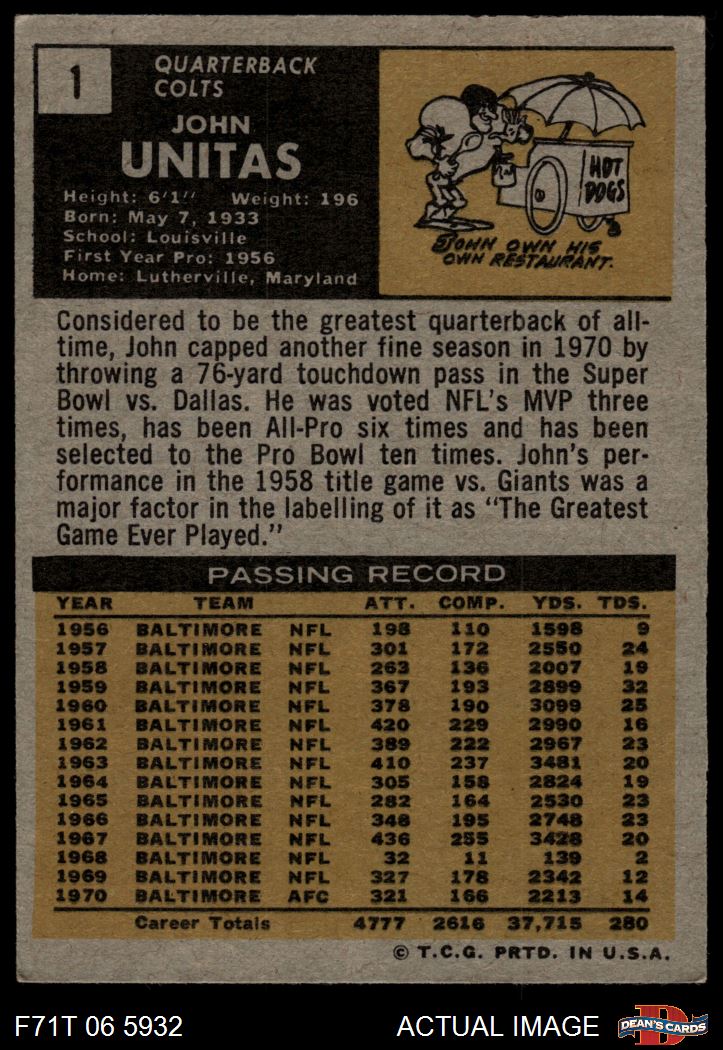 1
QUARTERBACK
COLTS
JOHN
UNITAS
Height: 6'1'' Weight: 196
Born: May 7, 1933
School: Louisville
First Year Pro: 1956
Home: Lutherville, Maryland
HOT
DOGS
JOHN OWN HIS
OWN RESTAURANT.
Considered to be the greatest quarterback of all-
time, John capped another fine season in 1970 by
throwing a 76-yard touchdown pass in the Super
Bowl vs. Dallas. He was voted NFL's MVP three
times, has been All-Pro six times and has been
selected to the Pro Bowl ten times. John's per-
formance in the 1958 title game vs. Giants was a
major factor in the labelling of it as "The Greatest
Game Ever Played."
PASSING RECORD
YEAR TEAM ATT. COMP. YDS. TDS.
1956 BALTIMORE NFL 198 110 1598 9
1957 BALTIMORE NFL 301 172 2550 24
1958 BALTIMORE NFL 263 136 2007 19
1959 BALTIMORE NFL 367 193 2899 32
1960 BALTIMORE NFL 378 190 3099 25
1961 BALTIMORE NFL 420 229 2990 16
1962 BALTIMORE NFL 389 222 2967 23
1963 BALTIMORE NFL 410 237 3481 20
1964 BALTIMORE NFL 305 158 2824 19
1965 BALTIMORE NFL 282 164 2530 23
1966 BALTIMORE NFL 348 195 2748 23
1967 BALTIMORE NFL 436 255 3428 20
1968 BALTIMORE NFL 32 11 139 2
1969 BALTIMORE NFL 327 178 2342 12
1970 BALTIMORE AFC 321 166 2213 14
Career Totals 4777 2616 37,715 280
© T.C.G. PRTD. IN U.S.A.
F71T 06 5932 ACTUAL IMAGE D DEAN'S CARDS